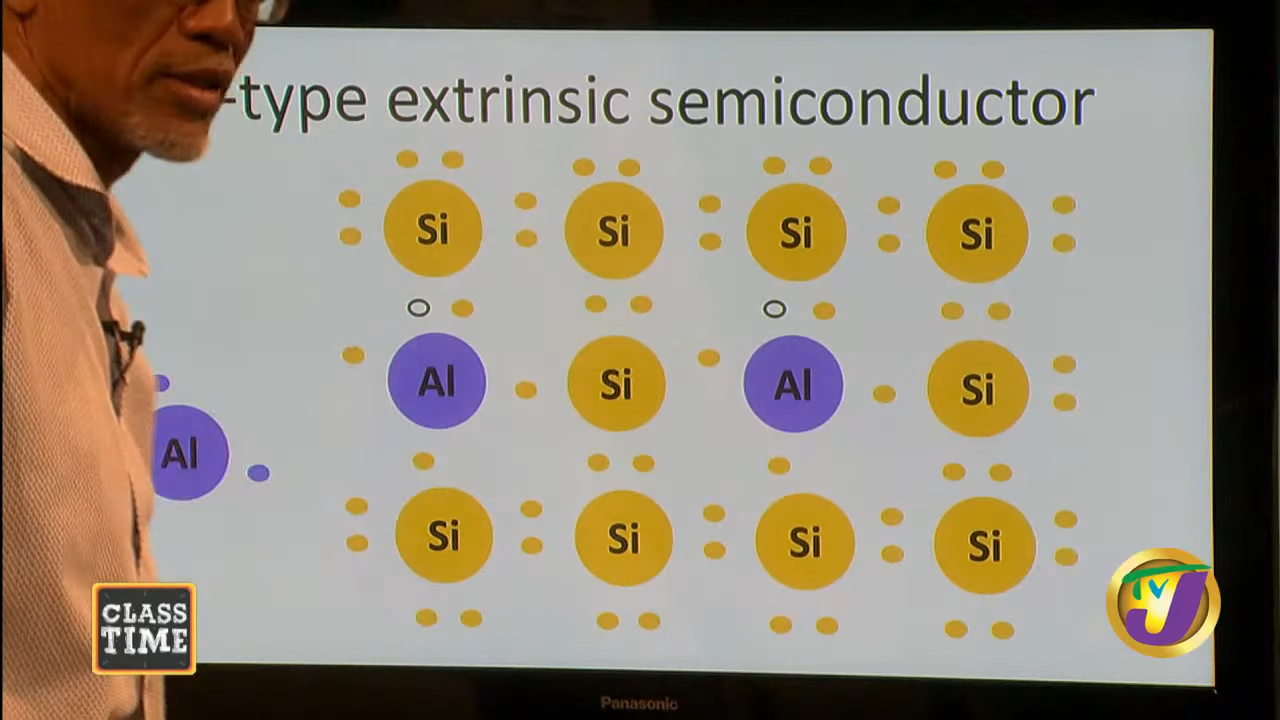 -type extrinsic semiconductor
Si Si Si Si
Al Si Al Si
Al
Si Si Si Si
CLASS
TIME
TVJ
Panasonic